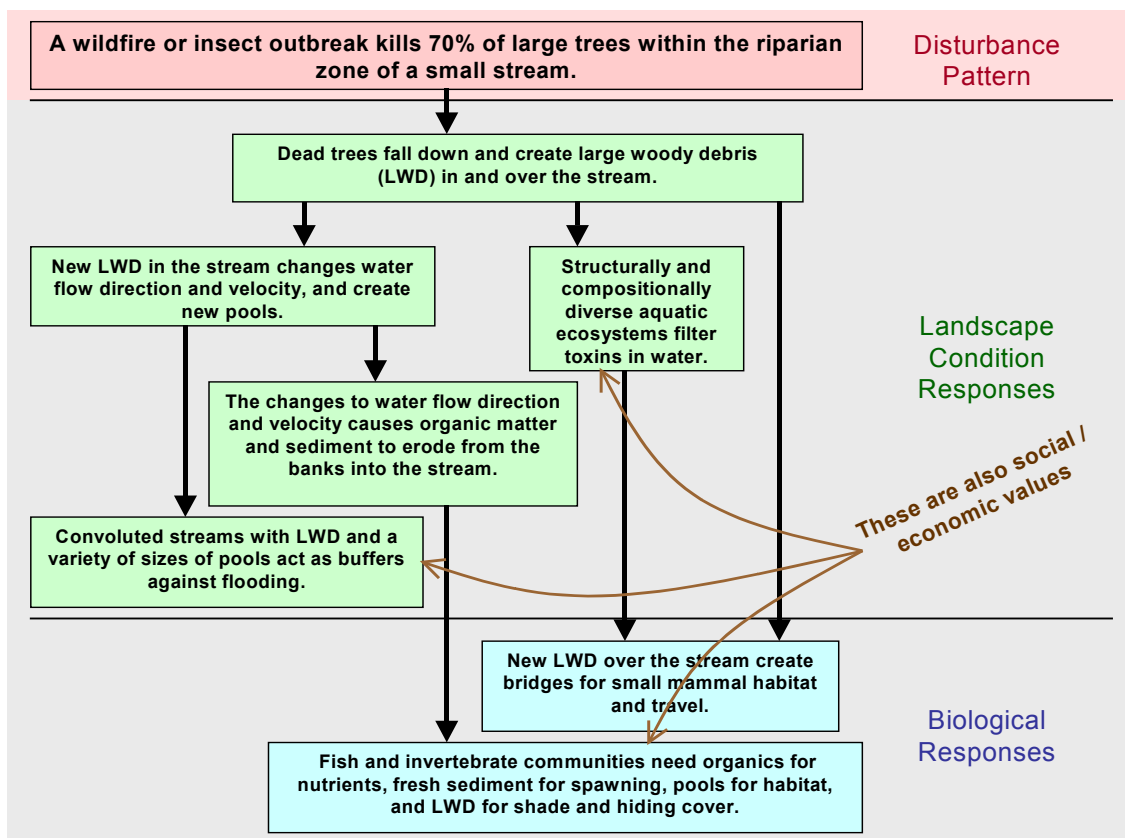 A wildfire or insect outbreak kills 70% of large trees within the riparian
zone of a small stream.
Disturbance
Pattern
Dead trees fall down and create large woody debris
(LWD) in and over the stream.
New LWD in the stream changes water
flow direction and velocity, and create
new pools.
Structurally and
compositionally
diverse aquatic
ecosystems filter
toxins in water.
Landscape
Condition
Responses
The changes to water flow direction
and velocity causes organic matter
and sediment to erode from the
banks into the stream.
These are also social /
economic values
Convoluted streams with LWD and a
variety of sizes of pools act as buffers
against flooding.
New LWD over the stream create
bridges for small mammal habitat
and travel.
Biological
Responses
Fish and invertebrate communities need organics for
nutrients, fresh sediment for spawning, pools for habitat,
and LWD for shade and hiding cover.